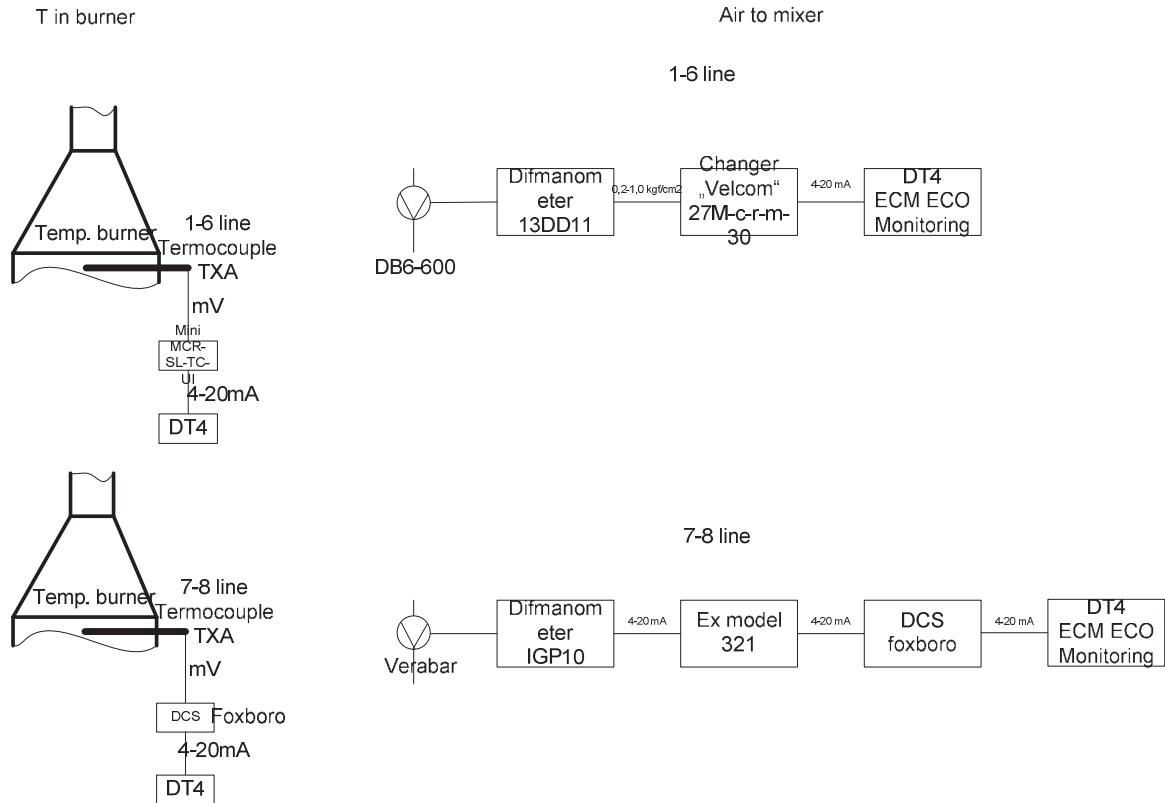 T in burner
Air to mixer
1-6 line
Temp. burner
1-6 line
Termocouple
TXA
mV
Mini
MCR-
SL-TC-
UI
4-20mA
DT4
DB6-600
Difmanom
eter
13DD11
0,2-1,0 kgf/cm2
Changer
„Velcom“
27M-c-r-m-
30
4-20 mA
DT4
ECM ECO
Monitoring
7-8 line
Temp. burner
7-8 line
Termocouple
TXA
mV
DCS Foxboro
4-20mA
DT4
Verabar
Difmanom
eter
IGP10
4-20 mA
Ex model
321
4-20 mA
DCS
foxboro
4-20 mA
DT4
ECM ECO
Monitoring